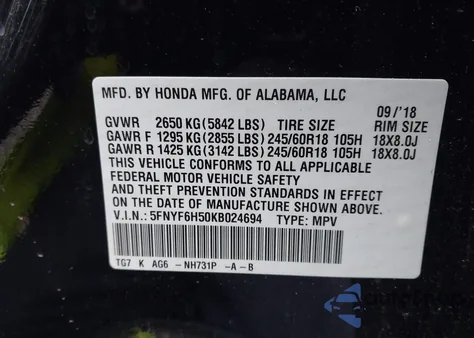 MFD. BY HONDA MFG. OF ALABAMA, LLC
09/'18
GVWR 2650 KG (5842 LBS) TIRE SIZE RIM SIZE
GAWR F 1295 KG (2855 LBS) 245/60R18 105H 18X8.0J
GAWR R 1425 KG (3142 LBS) 245/60R18 105H 18X8.0J
THIS VEHICLE CONFORMS TO ALL APPLICABLE
FEDERAL MOTOR VEHICLE SAFETY
AND THEFT PREVENTION STANDARDS IN EFFECT
ON DATE OF MANUFACTURE SHOWN ABOVE.
V.I.N.: 5FNYF6H50KB024694 TYPE: MPV
TG7 K AG6 -NH731P -A-B